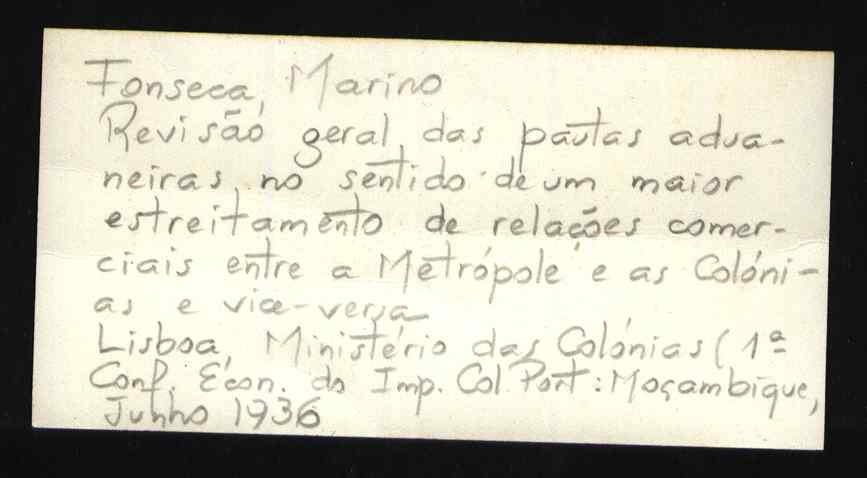 Fonseca, Marino
Revisão geral das pautas adua-
neiras no sentido de um maior
estreitamento de relações comer-
ciais entre a Metrópole e as Colóni-
as e vice-versa
Lisboa, Ministério das Colónias (1ª
Conf. Écon. do Imp. Col. Port: Moçambique,
Junho 1936